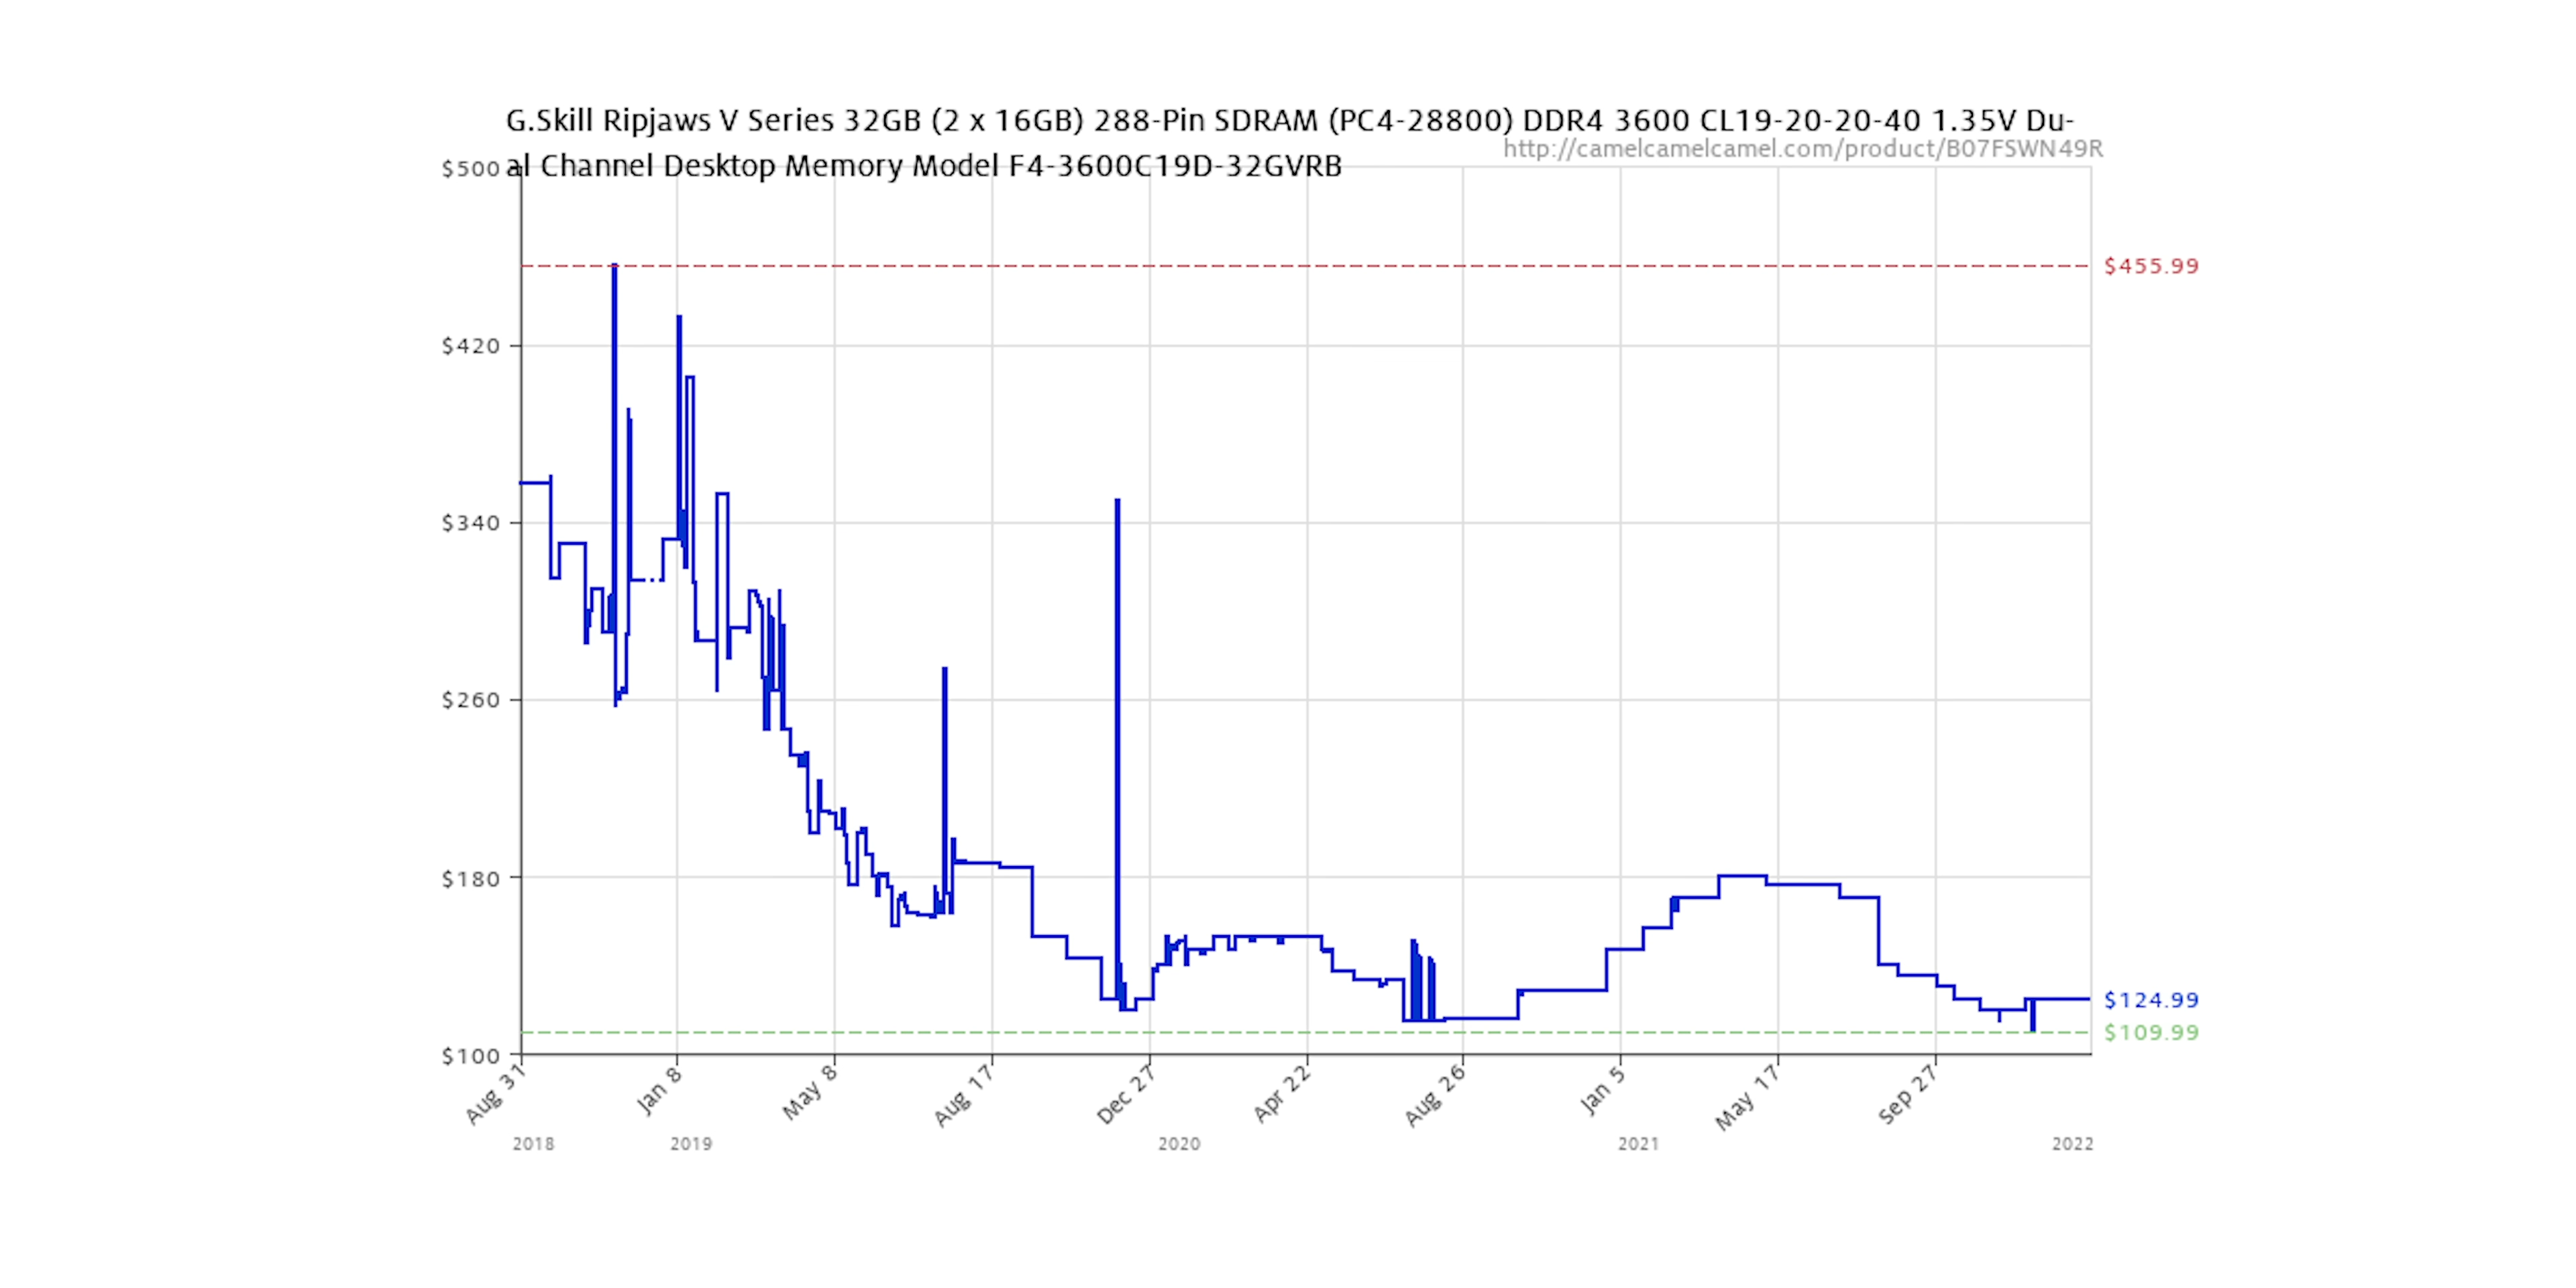 G.Skill Ripjaws V Series 32GB (2 x 16GB) 288-Pin SDRAM (PC4-28800) DDR4 3600 CL19-20-20-40 1.35V Du-
http://camelcamelcamel.com/product/B07FSWN49R
al Channel Desktop Memory Model F4-3600C19D-32GVRB
$500
$455.99
$420
$340
$260
$180
$124.99
$109.99
$100
Aug 31 Jan 8 May 8 Aug 17 Dec 27 Apr 22 Aug 26 Jan 5 May 17 Sep 27
2018 2019 2020 2021 2022